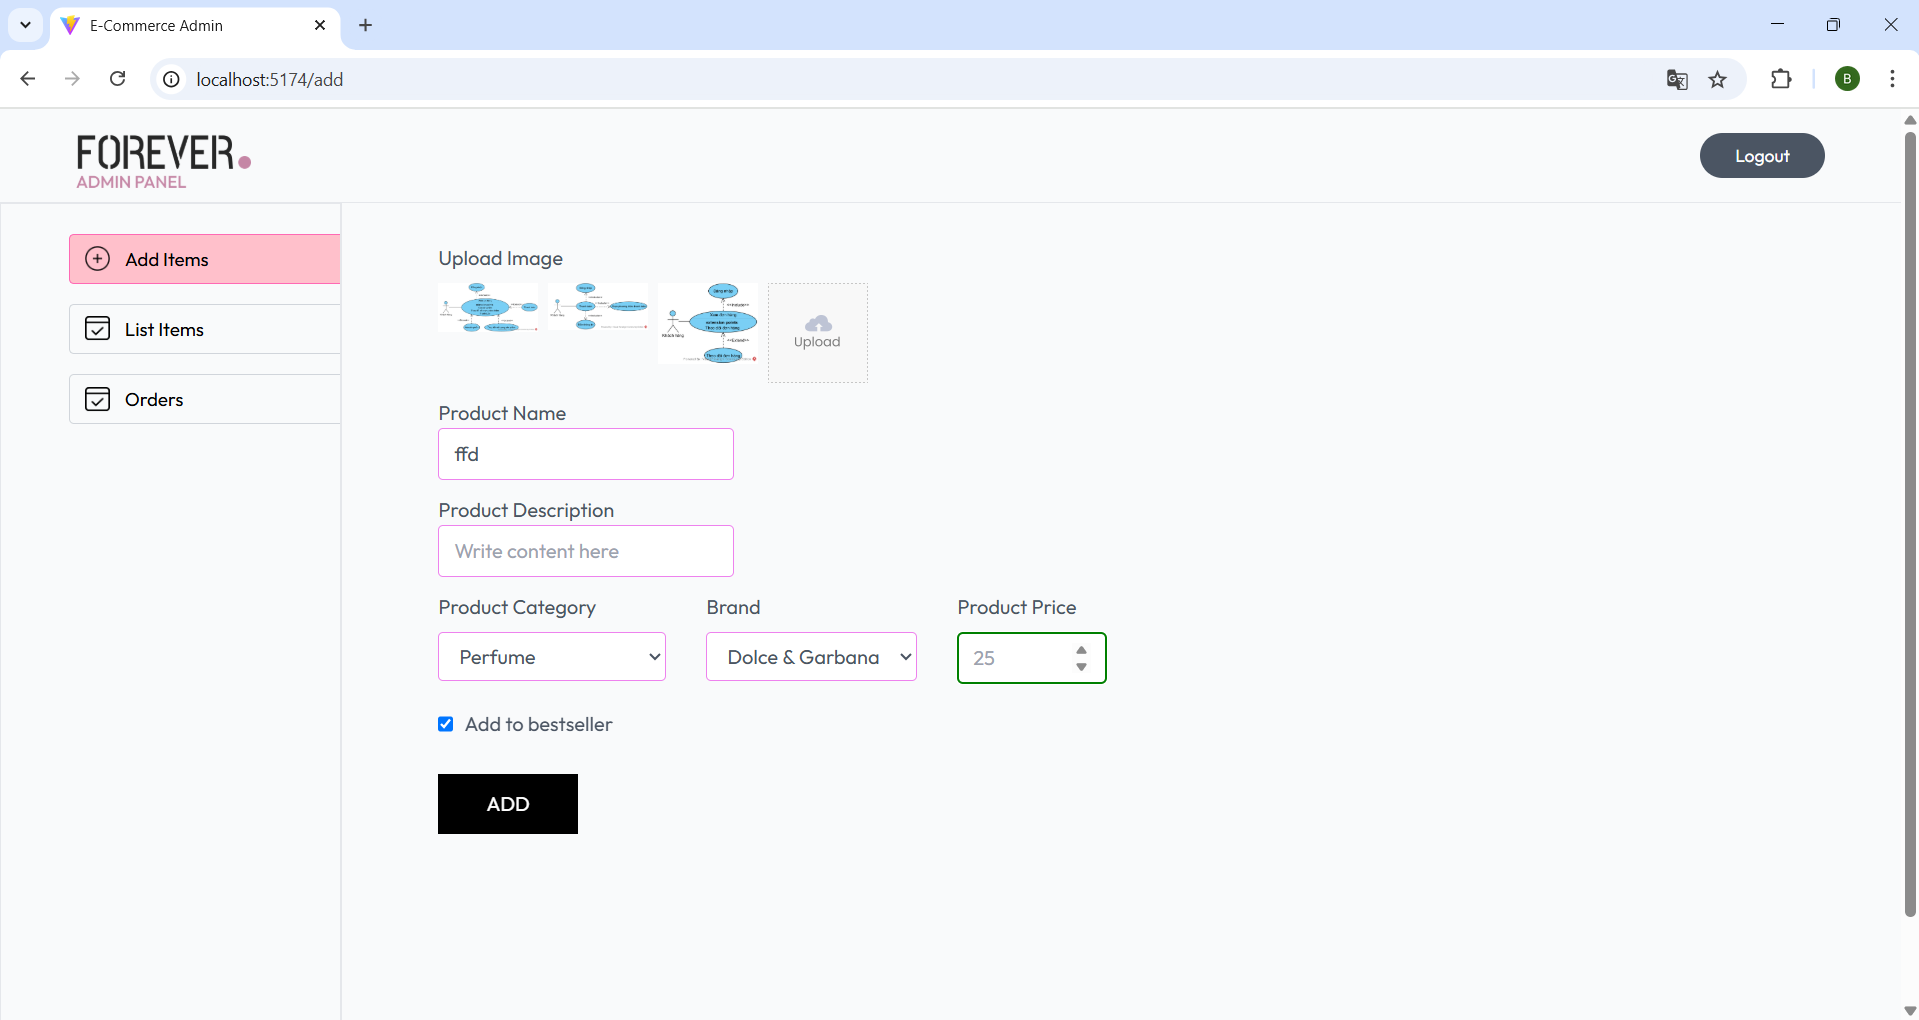 E-Commerce Admin
localhost:5174/add
B
FOREVER.
ADMIN PANEL
Logout
Add Items
List Items
Orders
Upload Image
Khách hàng
Upload
Product Name
ffd
Product Description
Write content here
Product Category
Brand
Product Price
Perfume
Dolce & Garbana
25
Add to bestseller
ADD